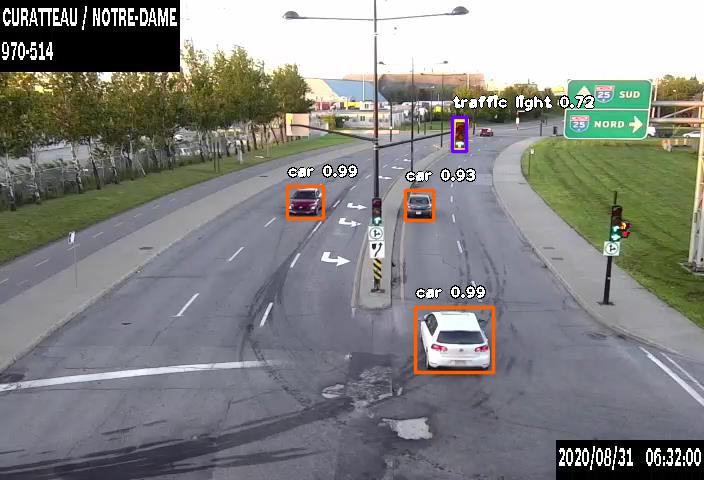 CURATTEAU / NOTRE-DAME
970-514
traffic light 0.72
25 SUD
25 NORD
car 0.99
car 0.93
car 0.99
2020/08/31 06:32:00